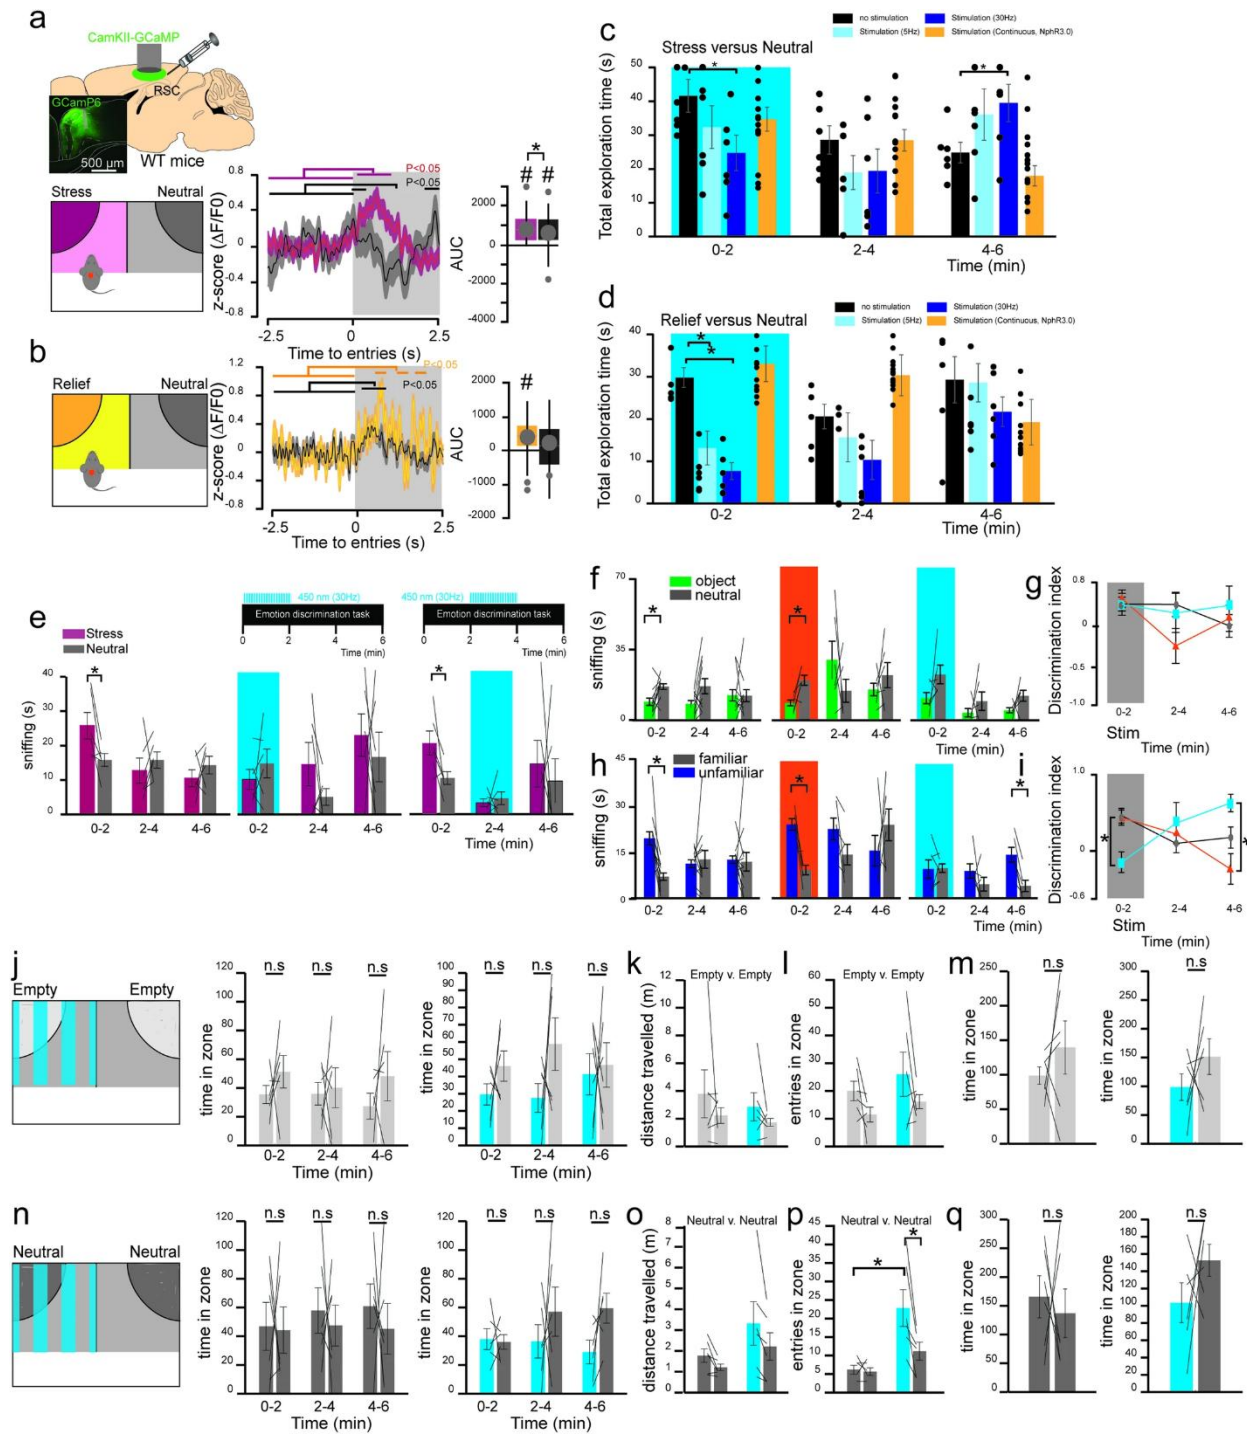 a
CamKII-GCaMP
RSC
GCamP6
500 µm
WT mice
Stress
Neutral
z-score (ΔF/F0)
0.8
0.4
0
-0.4
-0.8
P<0.05
P<0.05
-2.5
0
2.5
Time to entries (s)
# * #
AUC
2000
0
-2000
-4000
b
Relief
Neutral
z-score (ΔF/F0)
1.2
0.8
0.4
0
-0.4
-0.8
P<0.05
P<0.05
-2.5
0
2.5
Time to entries (s)
#
AUC
2000
1000
0
-1000
-2000
c
no stimulation
Stimulation (30Hz)
Stimulation (5Hz)
Stimulation (Continuous, NphR3.0)
Stress versus Neutral
Total exploration time (s)
50
40
30
20
10
0
*
*
0-2
2-4
4-6
Time (min)
d
no stimulation
Stimulation (30Hz)
Stimulation (5Hz)
Stimulation (Continuous, NphR3.0)
Relief versus Neutral
Total exploration time (s)
40
30
20
10
0
*
*
0-2
2-4
4-6
Time (min)
e
450 nm (30Hz)
Emotion discrimination task
0 2 4 6
Time (min)
450 nm (30Hz)
Emotion discrimination task
0 2 4 6
Time (min)
Stress
Neutral
sniffing (s)
40
30
20
10
0
*
*
0-2 2-4 4-6
0-2 2-4 4-6
0-2 2-4 4-6
Time (min)
Time (min)
Time (min)
f
object
neutral
sniffing (s)
70
35
0
*
*
0-2 2-4 4-6
0-2 2-4 4-6
0-2 2-4 4-6
Time (min)
g
Discrimination index
0.8
0
-0.5
-1.0
0-2 2-4 4-6
Stim
Time (min)
h
familiar
unfamiliar
sniffing (s)
45
30
15
0
*
*
*
0-2 2-4 4-6
0-2 2-4 4-6
0-2 2-4 4-6
Time (min)
i
Discrimination index
1.0
0
-0.6
*
*
0-2 2-4 4-6
Stim
Time (min)
j
Empty
Empty
time in zone
120
100
80
60
40
20
0
n.s n.s n.s
0-2 2-4 4-6
Time (min)
time in zone
100
90
80
70
60
50
40
30
20
10
0
n.s n.s n.s
0-2 2-4 4-6
Time (min)
k
Empty v. Empty
distance travelled (m)
12
10
8
6
4
2
0
l
Empty v. Empty
entries in zone
60
50
40
30
20
10
0
m
time in zone
250
200
150
100
50
0
n.s
time in zone
300
250
200
150
100
50
0
n.s
n
Neutral
Neutral
time in zone
120
100
80
60
40
20
0
n.s n.s n.s
0-2 2-4 4-6
Time (min)
time in zone
120
100
80
60
40
20
0
n.s n.s n.s
0-2 2-4 4-6
Time (min)
o
Neutral v. Neutral
distance travelled (m)
8
7
6
5
4
3
2
1
0
p
Neutral v. Neutral
entries in zone
45
40
35
30
25
20
15
10
5
0
*
*
q
time in zone
300
250
200
150
100
50
0
n.s
time in zone
200
180
160
140
120
100
80
60
40
20
0
n.s